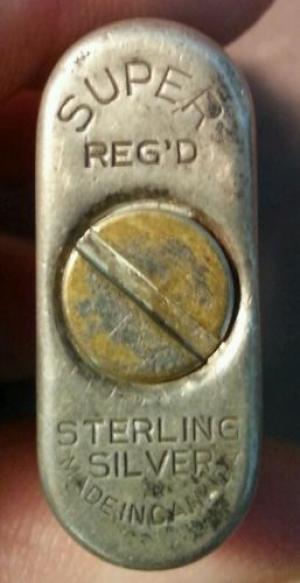 SUPER
REG'D
STERLING
SILVER
MADE IN CANADA